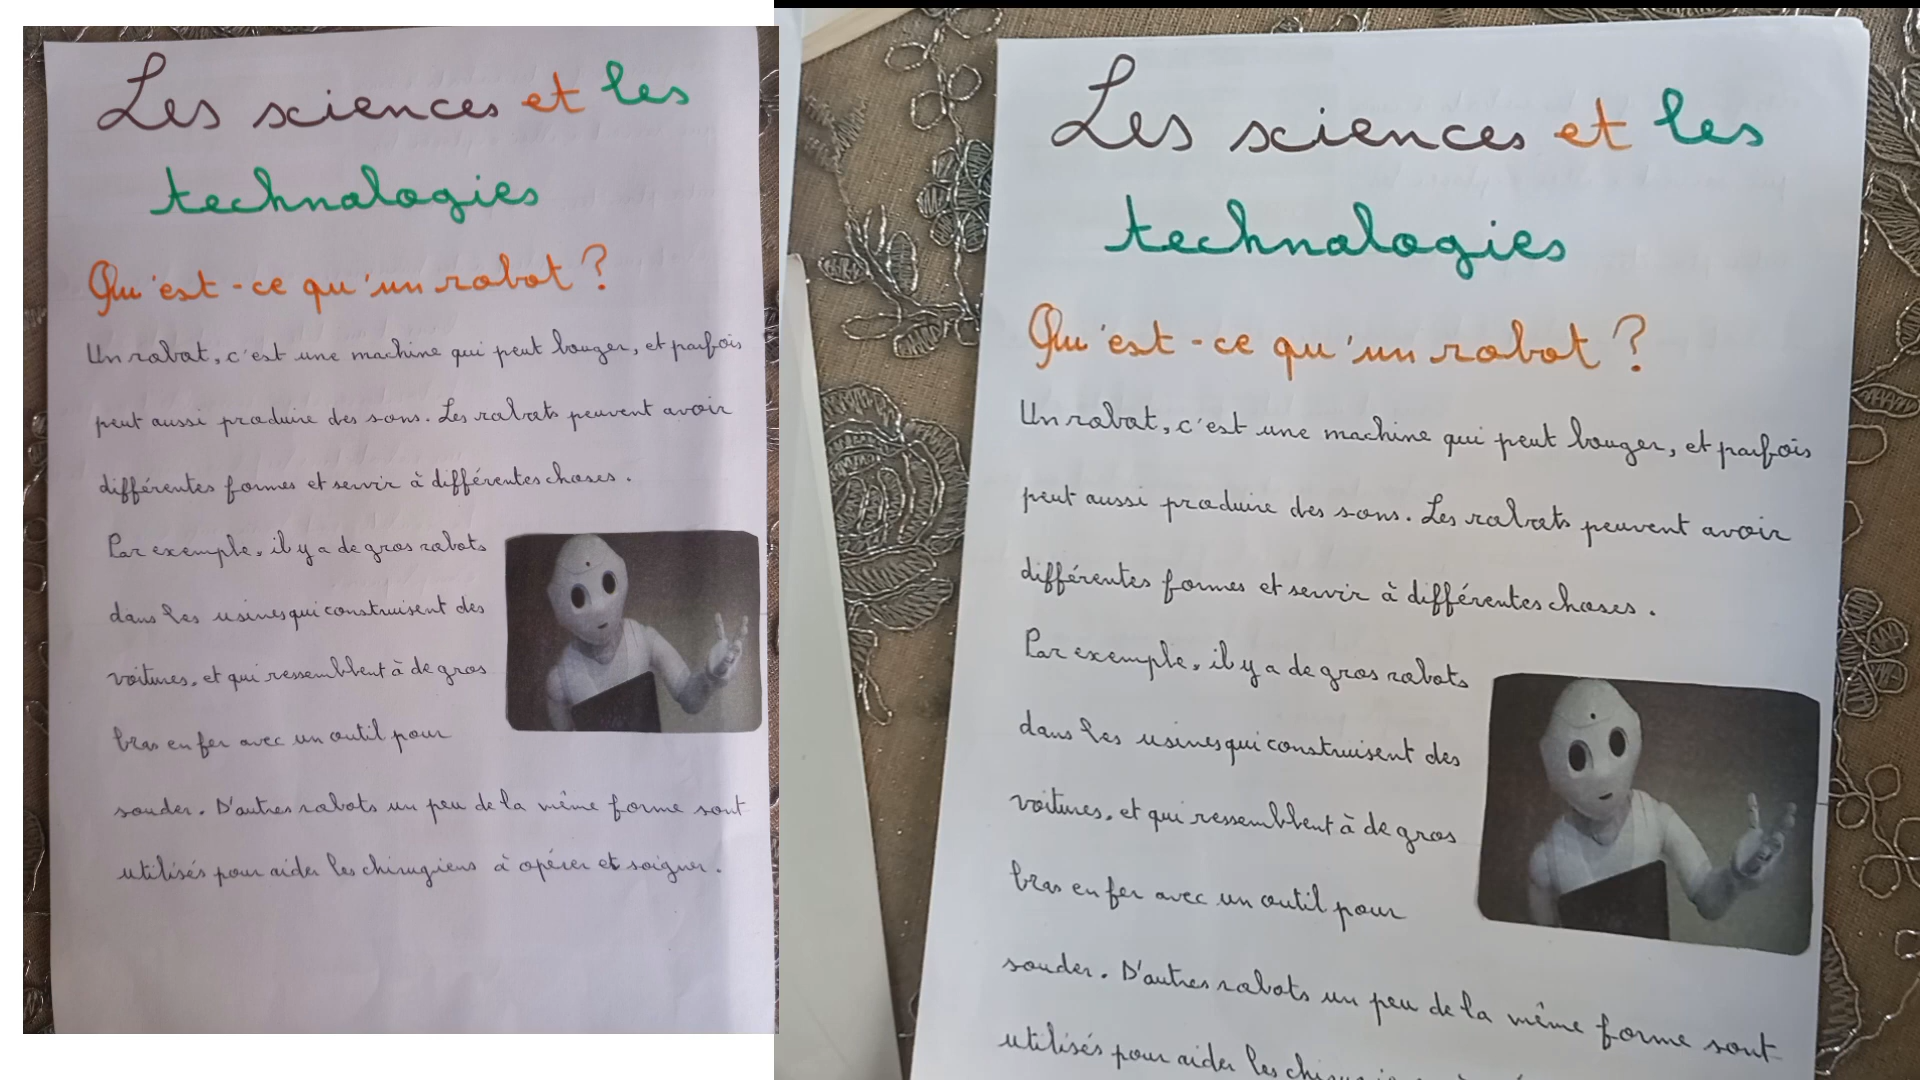 Les sciences et les
technologies
Qu'est-ce qu'un robot ?
Un robot, c'est une machine qui peut bouger, et parfois
peut aussi produire des sons. Les robots peuvent avoir
différentes formes et servir à différentes choses.
Par exemple, il y a de gros robots
dans les usines qui construisent des
voitures, et qui ressemblent à de gros
bras en fer avec un outil pour
souder. D'autres robots un peu de la même forme sont
utilisés pour aider les chirugiens à opérer et soigner.
Les sciences et les
technologies
Qu'est-ce qu'un robot ?
Un robot, c'est une machine qui peut bouger, et parfois
peut aussi produire des sons. Les robots peuvent avoir
différentes formes et servir à différentes choses.
Par exemple, il y a de gros robots
dans les usines qui construisent des
voitures, et qui ressemblent à de gros
bras en fer avec un outil pour
souder. D'autres robots un peu de la même forme sont
utilisés pour aider les